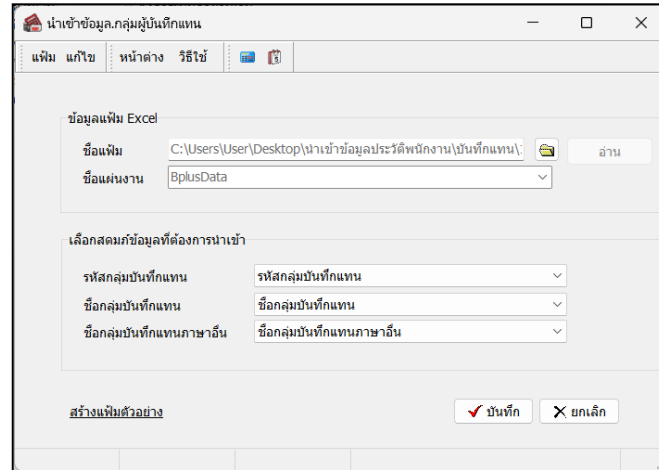 นำเข้าข้อมูล.กลุ่มผู้บันทึกแทน
แฟ้ม แก้ไข หน้าต่าง วิธีใช้
ข้อมูลแฟ้ม Excel
ชื่อแฟ้ม C:\Users\User\Desktop\นำเข้าข้อมูลประวัติพนักงาน\บันทึกแทน\ อ่าน
ชื่อแผ่นงาน BplusData
เลือกสดมภ์ข้อมูลที่ต้องการนำเข้า
รหัสกลุ่มบันทึกแทน รหัสกลุ่มบันทึกแทน
ชื่อกลุ่มบันทึกแทน ชื่อกลุ่มบันทึกแทน
ชื่อกลุ่มบันทึกแทนภาษาอื่น ชื่อกลุ่มบันทึกแทนภาษาอื่น
สร้างแฟ้มตัวอย่าง บันทึก ยกเลิก